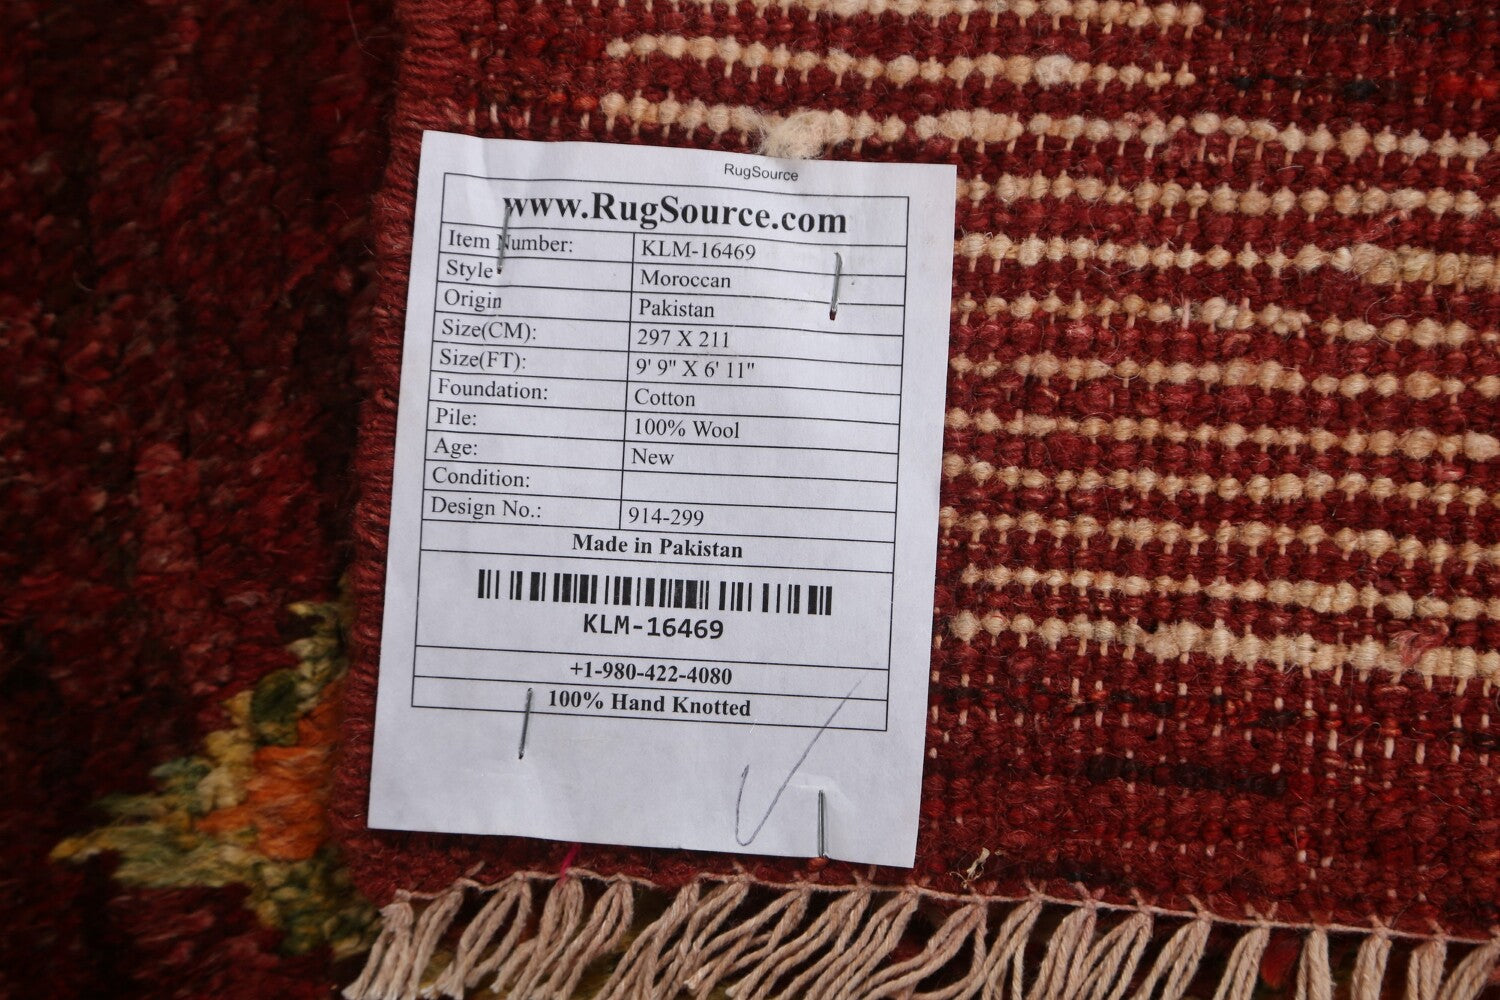 RugSource
www.RugSource.com
Item Number: KLM-16469
Style Moroccan
Origin Pakistan
Size(CM): 297 X 211
Size(FT): 9' 9" X 6' 11"
Foundation: Cotton
Pile: 100% Wool
Age: New
Condition:
Design No.: 914-299
Made in Pakistan
KLM-16469
+1-980-422-4080
100% Hand Knotted